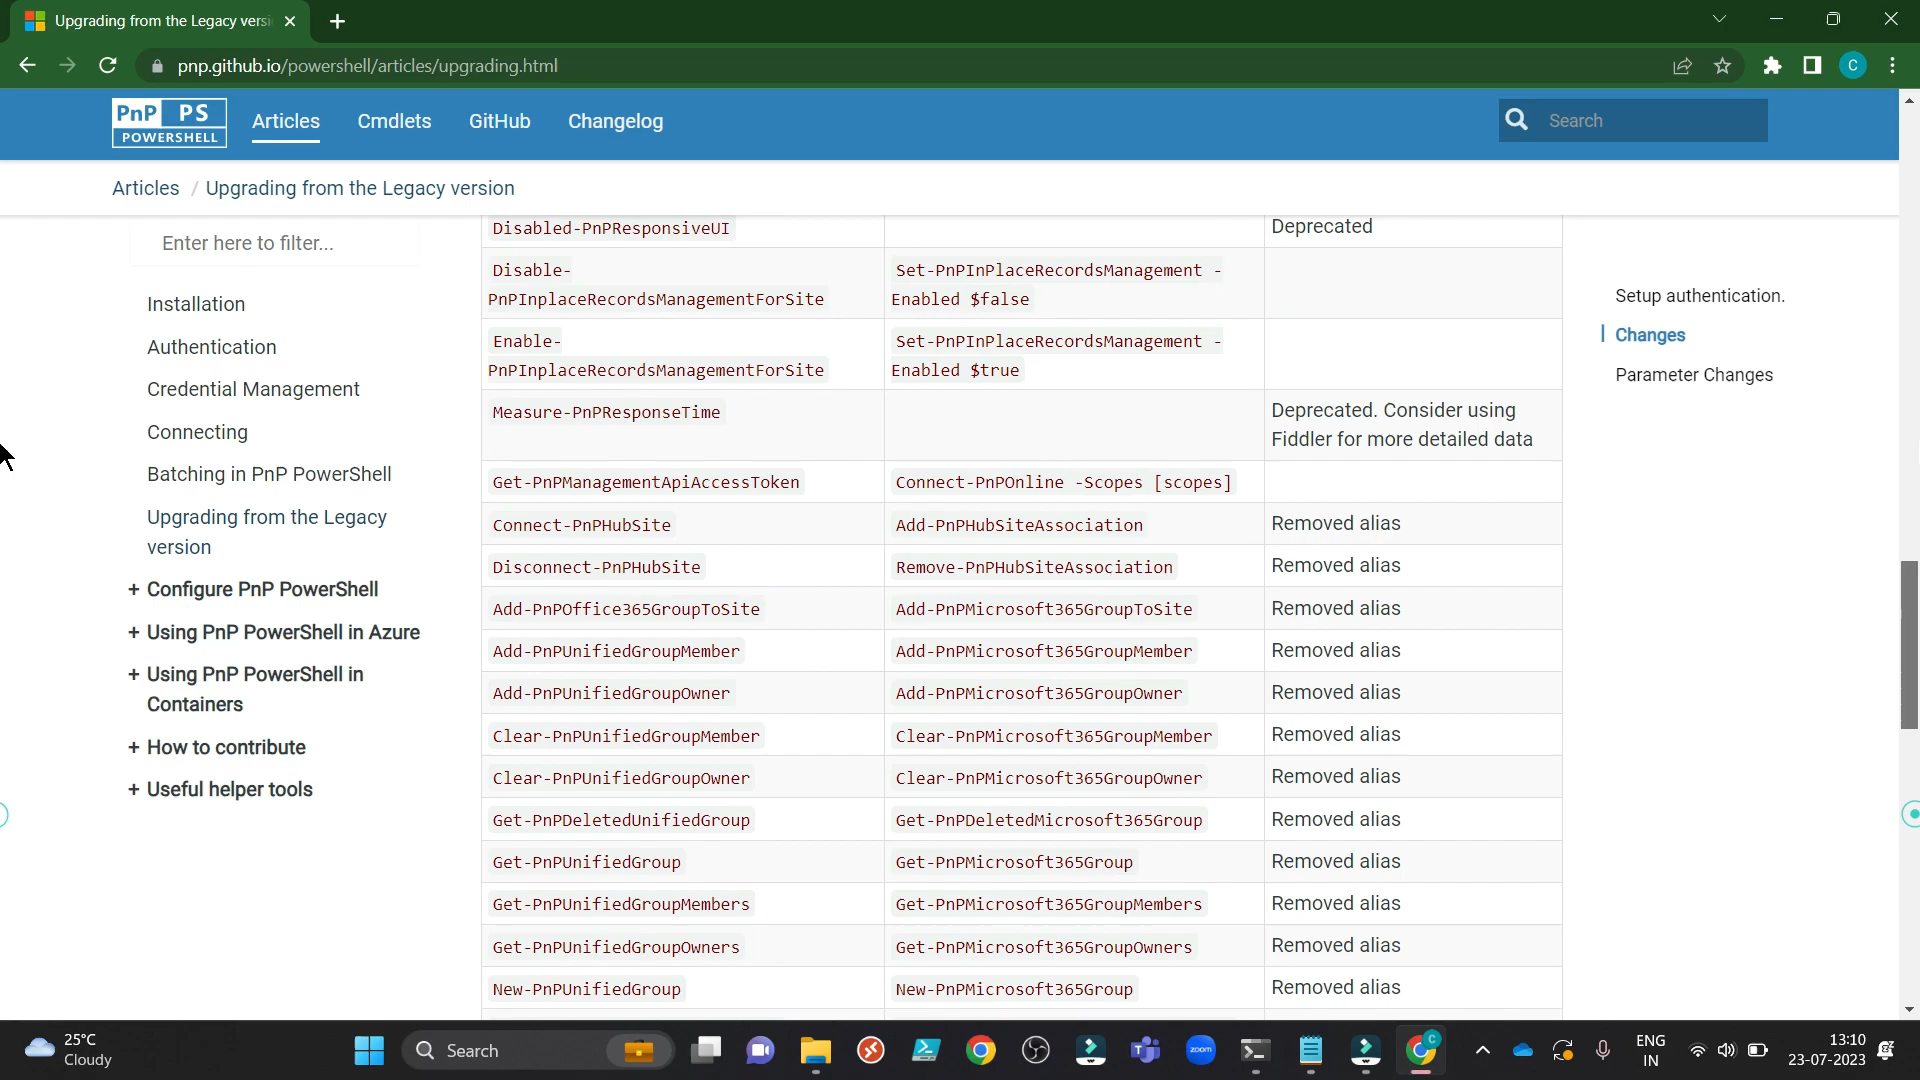 Upgrading from the Legacy versi
pnp.github.io/powershell/articles/upgrading.html
C
PnP PS
POWERSHELL
Articles
Cmdlets
GitHub
Changelog
Search
Articles / Upgrading from the Legacy version
Enter here to filter...
Installation
Authentication
Credential Management
Connecting
Batching in PnP PowerShell
Upgrading from the Legacy
version
+ Configure PnP PowerShell
+ Using PnP PowerShell in Azure
+ Using PnP PowerShell in
Containers
+ How to contribute
+ Useful helper tools
Disabled-PnPResponsiveUI
Deprecated
Disable-
PnPInplaceRecordsManagementForSite
Set-PnPInPlaceRecordsManagement -
Enabled $false
Enable-
PnPInplaceRecordsManagementForSite
Set-PnPInPlaceRecordsManagement -
Enabled $true
Measure-PnPResponseTime
Deprecated. Consider using
Fiddler for more detailed data
Get-PnPManagementApiAccessToken
Connect-PnPOnline -Scopes [scopes]
Connect-PnPHubSite
Add-PnPHubSiteAssociation
Removed alias
Disconnect-PnPHubSite
Remove-PnPHubSiteAssociation
Removed alias
Add-PnPOffice365GroupToSite
Add-PnPMicrosoft365GroupToSite
Removed alias
Add-PnPUnifiedGroupMember
Add-PnPMicrosoft365GroupMember
Removed alias
Add-PnPUnifiedGroupOwner
Add-PnPMicrosoft365GroupOwner
Removed alias
Clear-PnPUnifiedGroupMember
Clear-PnPMicrosoft365GroupMember
Removed alias
Clear-PnPUnifiedGroupOwner
Clear-PnPMicrosoft365GroupOwner
Removed alias
Get-PnPDeletedUnifiedGroup
Get-PnPDeletedMicrosoft365Group
Removed alias
Get-PnPUnifiedGroup
Get-PnPMicrosoft365Group
Removed alias
Get-PnPUnifiedGroupMembers
Get-PnPMicrosoft365GroupMembers
Removed alias
Get-PnPUnifiedGroupOwners
Get-PnPMicrosoft365GroupOwners
Removed alias
New-PnPUnifiedGroup
New-PnPMicrosoft365Group
Removed alias
Setup authentication.
Changes
Parameter Changes
25°C
Cloudy
Search
zoom
C
ENG
IN
13:10
23-07-2023